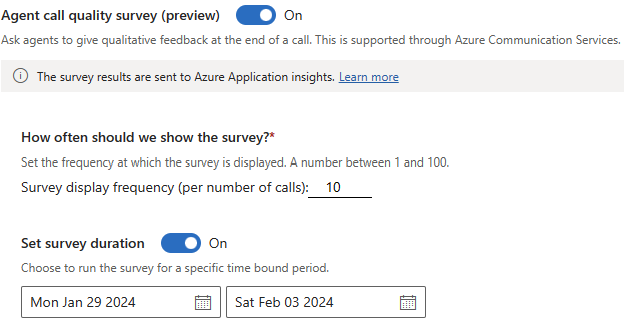 Agent call quality survey (preview) On
Ask agents to give qualitative feedback at the end of a call. This is supported through Azure Communication Services.
The survey results are sent to Azure Application insights. Learn more
How often should we show the survey?*
Set the frequency at which the survey is displayed. A number between 1 and 100.
Survey display frequency (per number of calls): 10
Set survey duration On
Choose to run the survey for a specific time bound period.
Mon Jan 29 2024 Sat Feb 03 2024